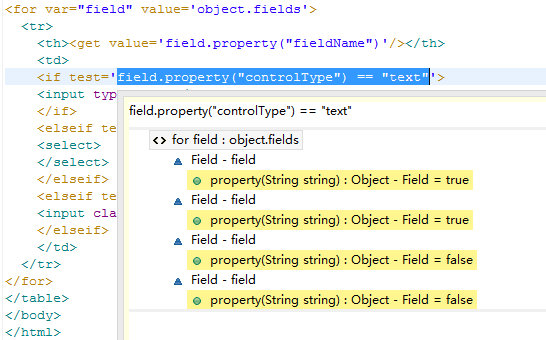 <for var="field" value='object.fields'>
<tr>
<th><get value='field.property("fieldName")'/></th>
<td>
<if test='field.property("controlType") == "text"'>
<input typ
</if>
<elseif te
<select>
</select>
</elseif>
<elseif te
<input cla
</elseif>
</td>
</tr>
</for>
</table>
</body>
</html>
field.property("controlType") == "text"
<> for field : object.fields
Field - field
property(String string) : Object - Field = true
Field - field
property(String string) : Object - Field = true
Field - field
property(String string) : Object - Field = false
Field - field
property(String string) : Object - Field = false